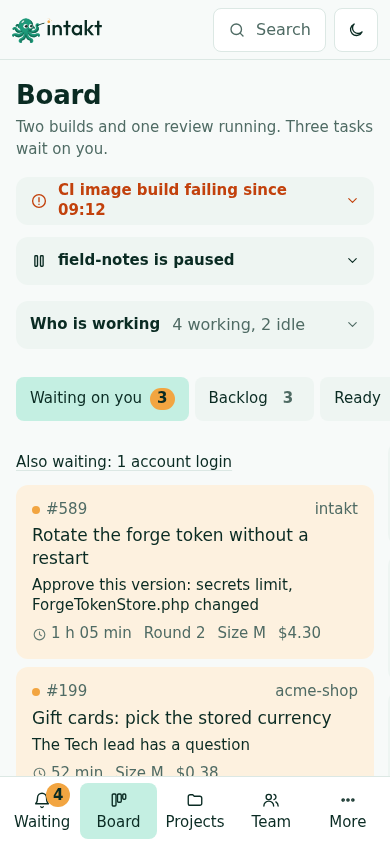 intakt
Search
Board
Two builds and one review running. Three tasks
wait on you.
CI image build failing since
09:12
field-notes is paused
Who is working 4 working, 2 idle
Waiting on you 3 Backlog 3 Ready
Also waiting: 1 account login
#589 intakt
Rotate the forge token without a
restart
Approve this version: secrets limit,
ForgeTokenStore.php changed
1 h 05 min Round 2 Size M $4.30
#199 acme-shop
Gift cards: pick the stored currency
The Tech lead has a question
52 min Size M $0.38
4
Waiting Board Projects Team More